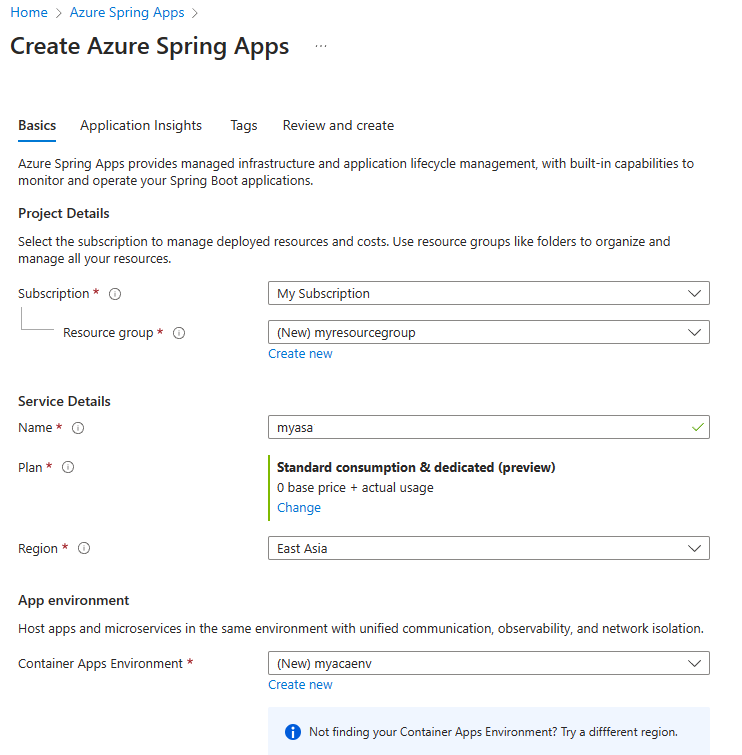 Home > Azure Spring Apps >
Create Azure Spring Apps ...
Basics Application Insights Tags Review and create
Azure Spring Apps provides managed infrastructure and application lifecycle management, with built-in capabilities to
monitor and operate your Spring Boot applications.
Project Details
Select the subscription to manage deployed resources and costs. Use resource groups like folders to organize and
manage all your resources.
Subscription * My Subscription
Resource group * (New) myresourcegroup
Create new
Service Details
Name * myasa
Plan * Standard consumption & dedicated (preview)
0 base price + actual usage
Change
Region * East Asia
App environment
Host apps and microservices in the same environment with unified communication, observability, and network isolation.
Container Apps Environment * (New) myacaenv
Create new
Not finding your Container Apps Environment? Try a diffferent region.